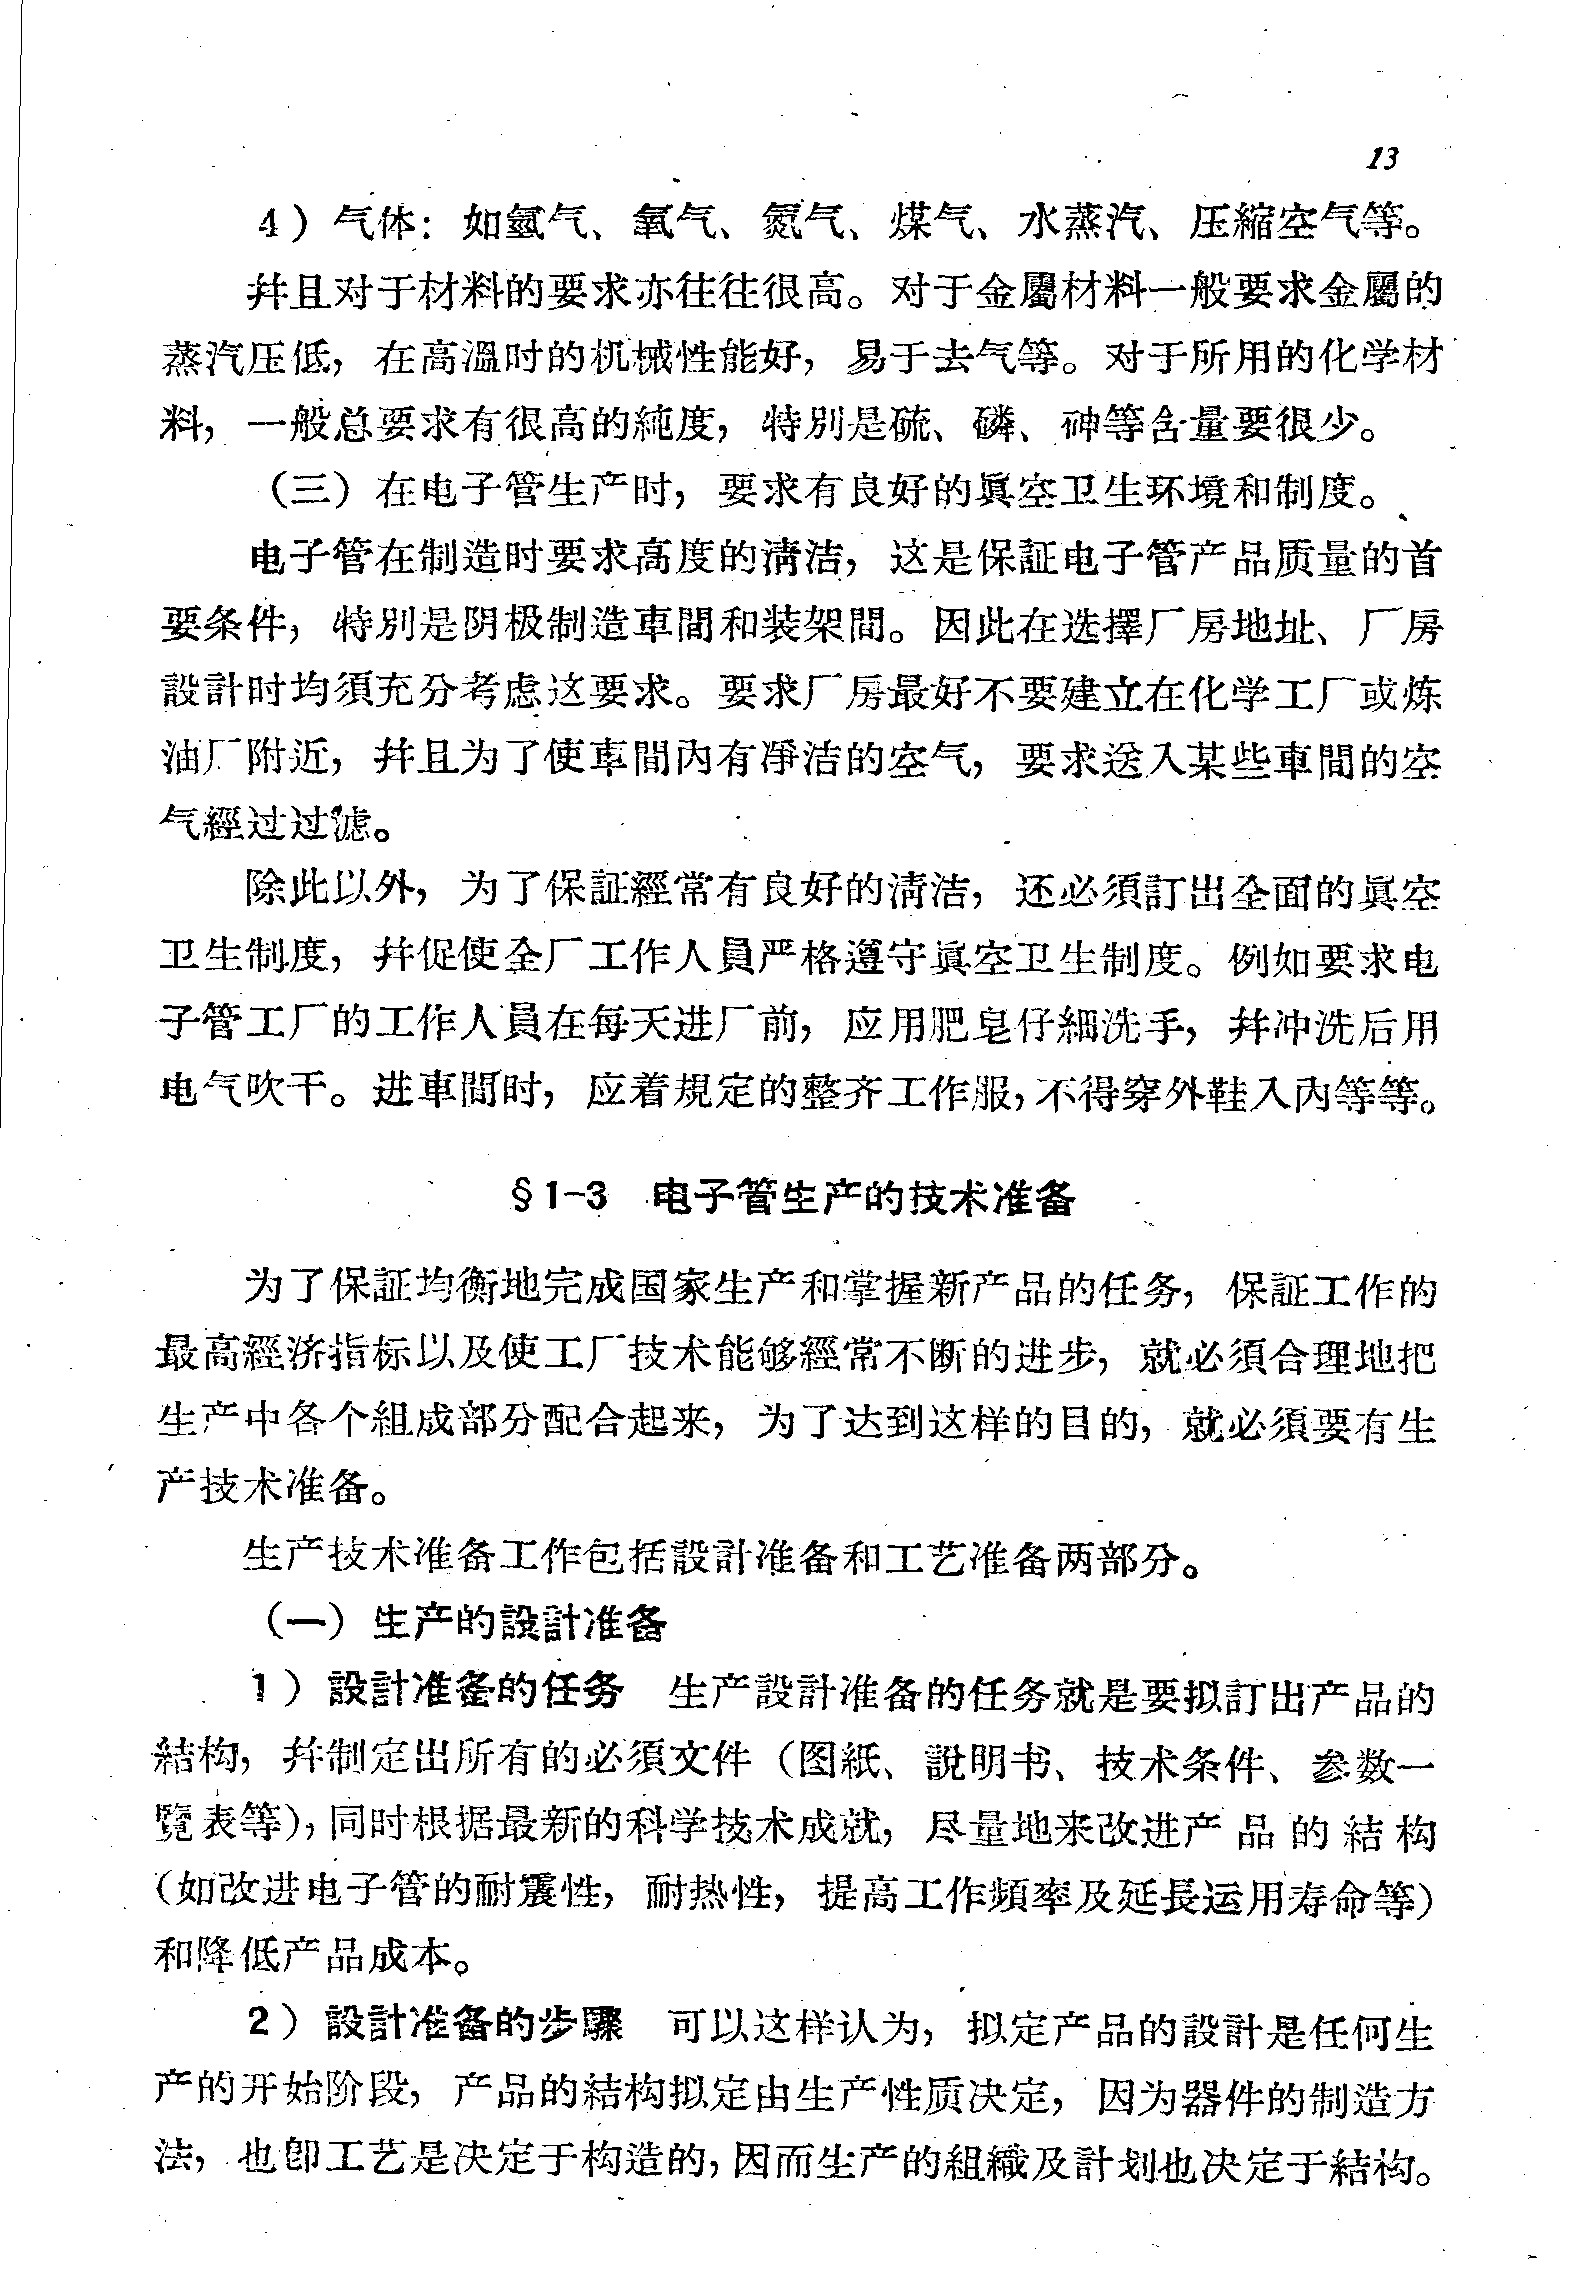 13
4）气体：如氫气、氧气、氮气、煤气、水蒸汽、压縮空气等。
幷且对于材料的要求亦往往很高。对于金屬材料一般要求金屬的
蒸汽压低，在高溫时的机械性能好，易于去气等。对于所用的化学材
料，一般总要求有很高的純度，特別是硫、磷、砷等含量要很少。
（三）在电子管生产时，要求有良好的眞空卫生环境和制度。
电子管在制造时要求高度的淸洁，这是保証电子管产品质量的首
要条件，特別是阴极制造車間和装架間。因此在选擇厂房地址、厂房
設計时均須充分考虑这要求。要求厂房最好不要建立在化学工厂或炼
油厂附近，幷且为了使車間內有凈洁的空气，要求送入某些車間的空
气經过过滤。
除此以外，为了保証經常有良好的淸洁，还必須訂出全面的眞空
卫生制度，幷促使全厂工作人員严格遵守眞空卫生制度。例如要求电
子管工厂的工作人員在每天进厂前，应用肥皂仔細洗手，幷冲洗后用
电气吹干。进車間时，应着規定的整齐工作服，不得穿外鞋入內等等。
§1-3 电子管生产的技术准备
为了保証均衡地完成国家生产和掌握新产品的任务，保証工作的
最高經济指标以及使工厂技术能够經常不断的进步，就必須合理地把
生产中各个組成部分配合起来，为了达到这样的目的，就必須要有生
产技术准备。
生产技术准备工作包括設計准备和工艺准备两部分。
（一）生产的設計准备
1）設計准备的任务 生产設計准备的任务就是要拟訂出产品的
結构，幷制定出所有的必須文件（图紙、説明书、技术条件、参数一
覽表等），同时根据最新的科学技术成就，尽量地来改进产品的結构
（如改进电子管的耐震性，耐热性，提高工作頻率及延長运用寿命等）
和降低产品成本。
2）設計准备的步驟 可以这样认为，拟定产品的設計是任何生
产的开始阶段，产品的結构拟定由生产性质决定，因为器件的制造方
法，也卽工艺是决定于构造的，因而生产的組織及計划也决定于結构。